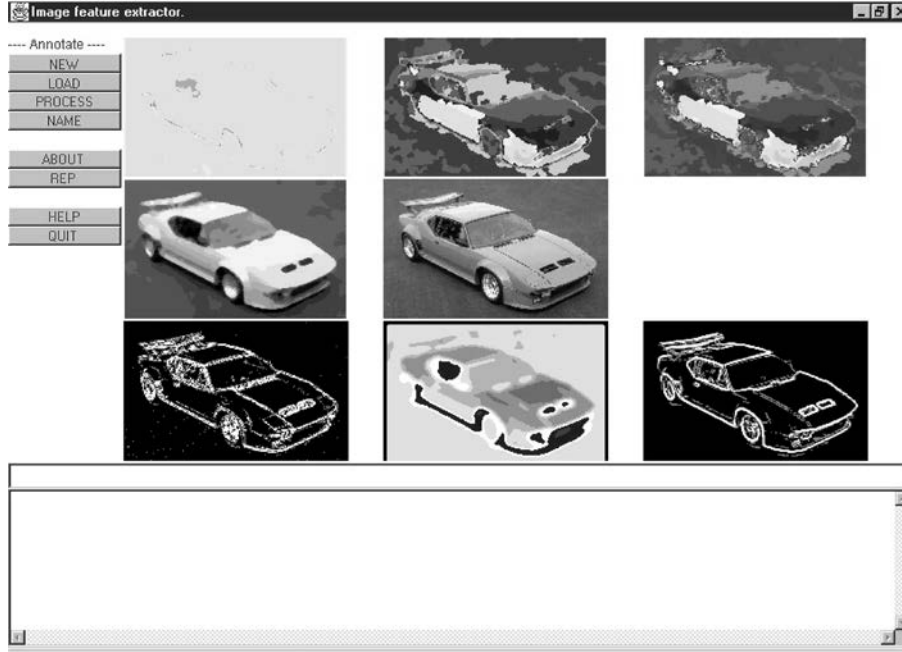 Image feature extractor.
---- Annotate ----
NEW
LOAD
PROCESS
NAME
ABOUT
REP
HELP
QUIT